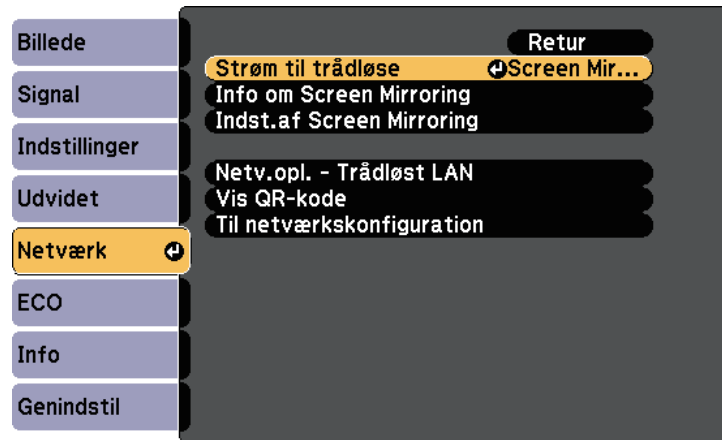 Billede
Signal
Indstillinger
Udvidet
Netværk
ECO
Info
Genindstil
Retur
Strøm til trådløse Screen Mir...
Info om Screen Mirroring
Indst.af Screen Mirroring
Netv.opl. - Trådløst LAN
Vis QR-kode
Til netværkskonfiguration